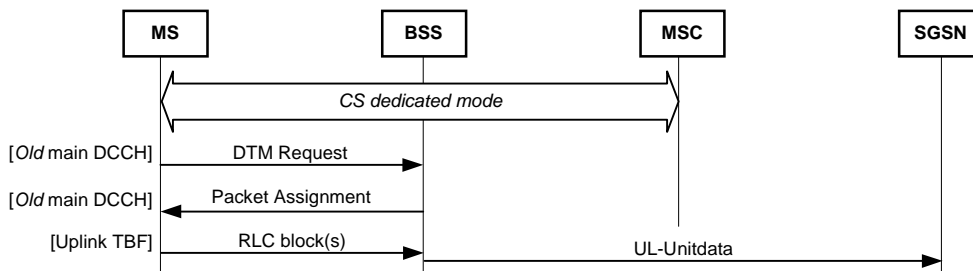 MS BSS MSC SGSN
CS dedicated mode
[Old main DCCH] DTM Request
[Old main DCCH] Packet Assignment
[Uplink TBF] RLC block(s) UL-Unitdata